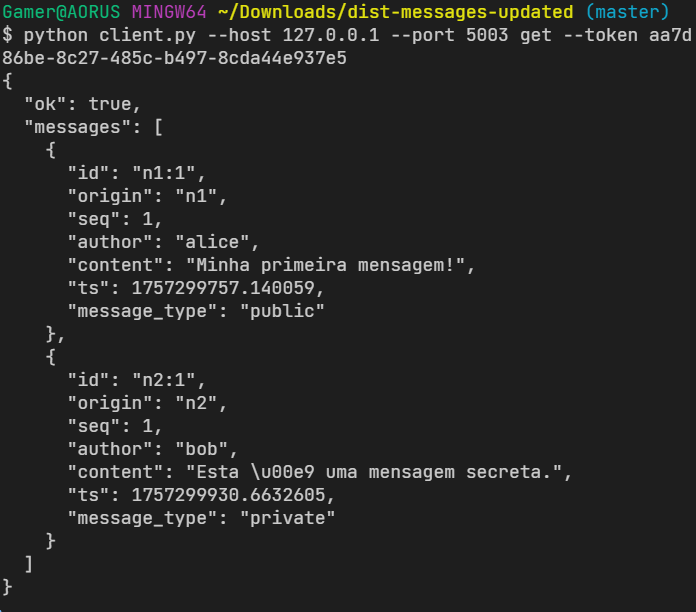 Gamer@AORUS MINGW64 ~/Downloads/dist-messages-updated (master)
$ python client.py --host 127.0.0.1 --port 5003 get --token aa7d
86be-8c27-485c-b497-8cda44e937e5
{
  "ok": true,
  "messages": [
    {
      "id": "n1:1",
      "origin": "n1",
      "seq": 1,
      "author": "alice",
      "content": "Minha primeira mensagem!",
      "ts": 1757299757.140059,
      "message_type": "public"
    },
    {
      "id": "n2:1",
      "origin": "n2",
      "seq": 1,
      "author": "bob",
      "content": "Esta \u00e9 uma mensagem secreta.",
      "ts": 1757299930.6632605,
      "message_type": "private"
    }
  ]
}